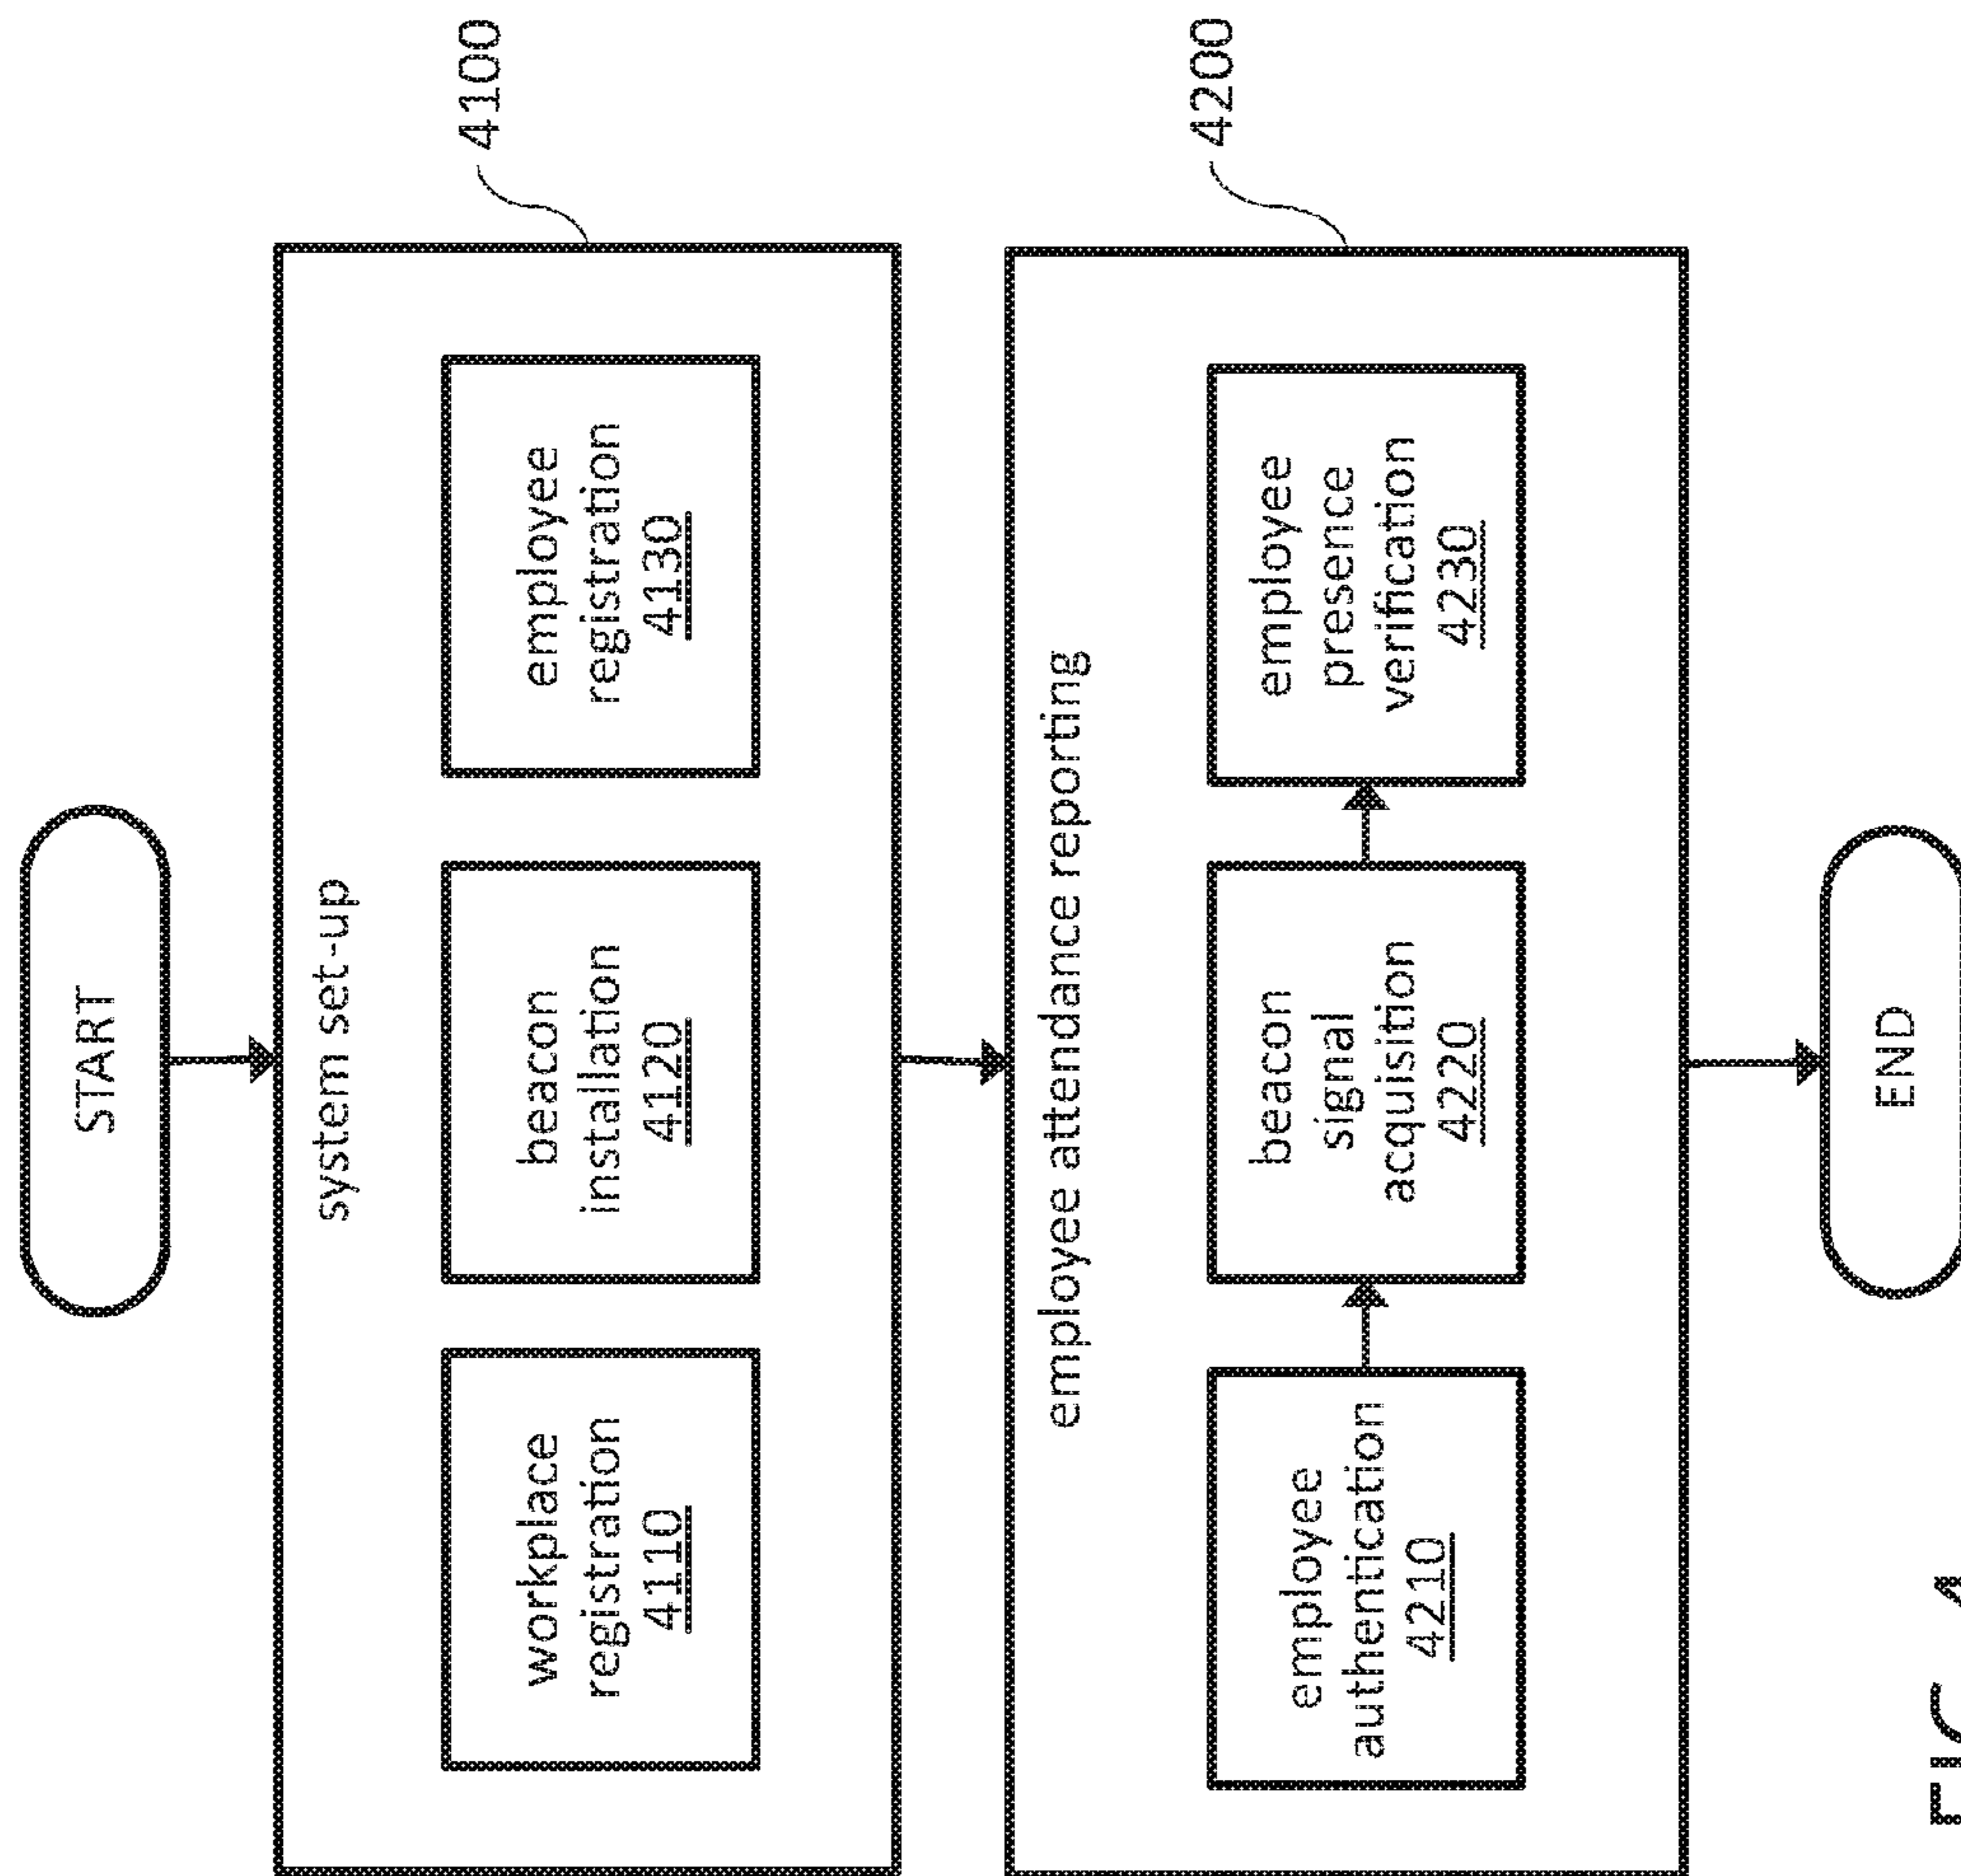 START
system set-up
4100
workplace
registration
4110
beacon
installation
4120
employee
registration
4130
employee attendance reporting
4200
employee
authentication
4210
beacon
signal
acquisition
4220
employee
presence
verification
4230
END